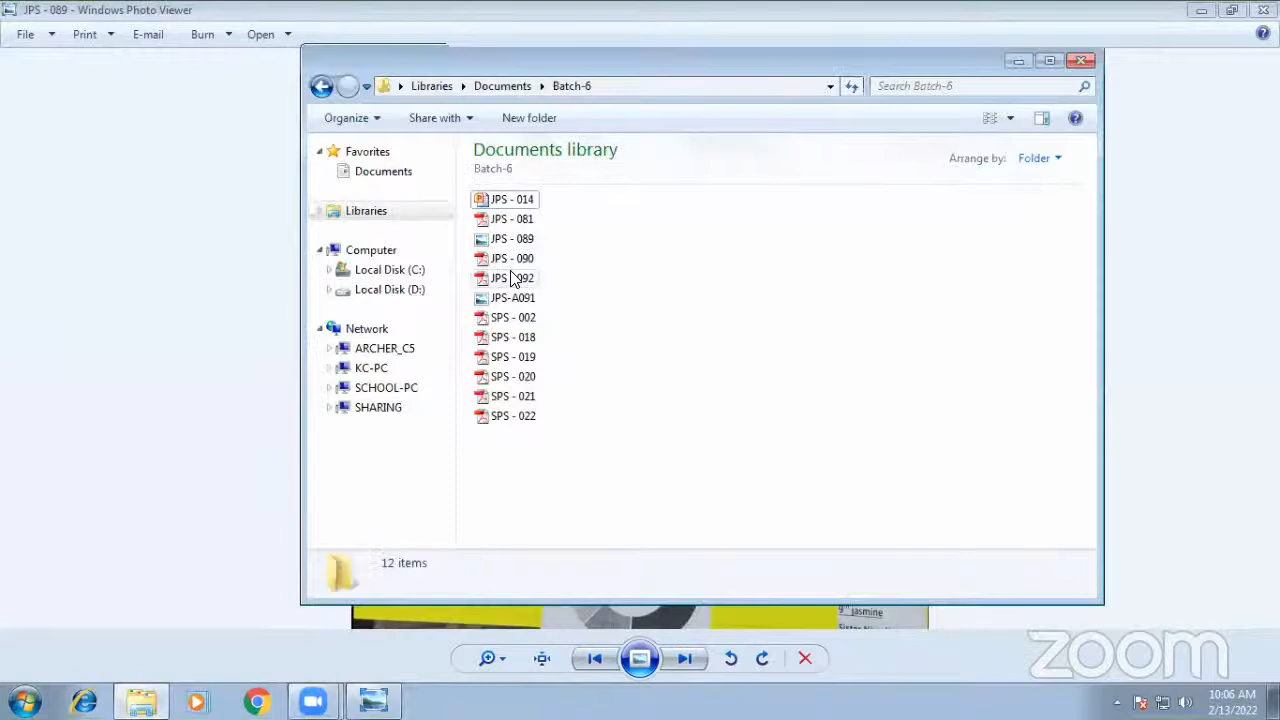 JPS - 089 - Windows Photo Viewer
File Print E-mail Burn Open
Libraries Documents Batch-6
Search Batch-6
Organize Share with New folder
Favorites
Documents
Libraries
Computer
Local Disk (C:)
Local Disk (D:)
Network
ARCHER_C5
KC-PC
SCHOOL-PC
SHARING
Documents library
Batch-6
Arrange by: Folder
JPS - 014
JPS - 081
JPS - 089
JPS - 090
JPS - 092
JPS-A091
SPS - 002
SPS - 018
SPS - 019
SPS - 020
SPS - 021
SPS - 022
12 items
9th jasmine
Sister
zoom
10:06 AM
2/13/2022